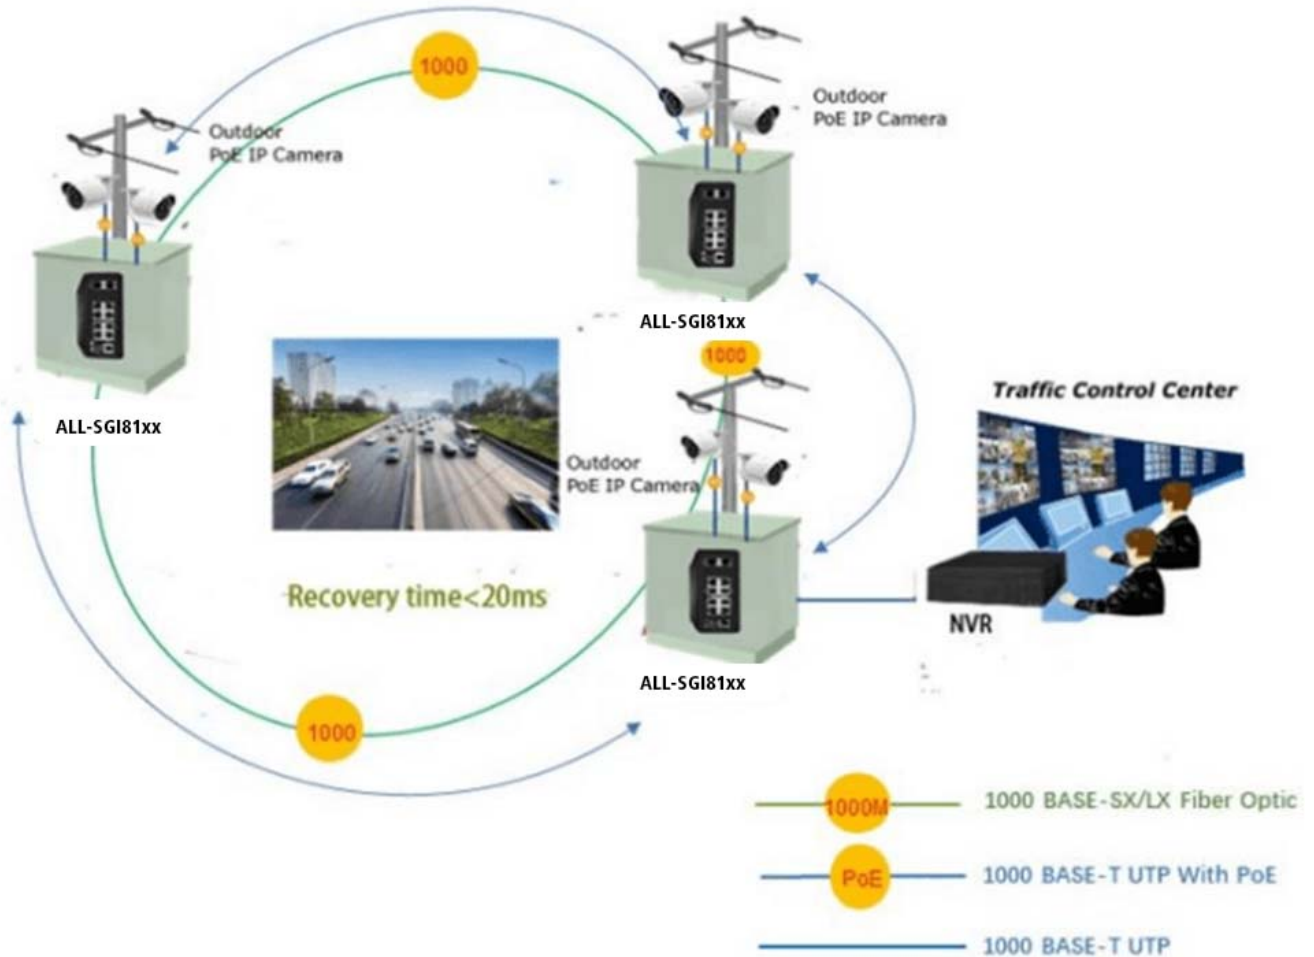 1000
Outdoor
PoE IP Camera
Outdoor
PoE IP Camera
ALL-SGI81xx
1000
ALL-SGI81xx
Traffic Control Center
Outdoor
PoE IP Camera
Recovery time<20ms
NVR
ALL-SGI81xx
1000
1000M
1000 BASE-SX/LX Fiber Optic
PoE
1000 BASE-T UTP With PoE
1000 BASE-T UTP